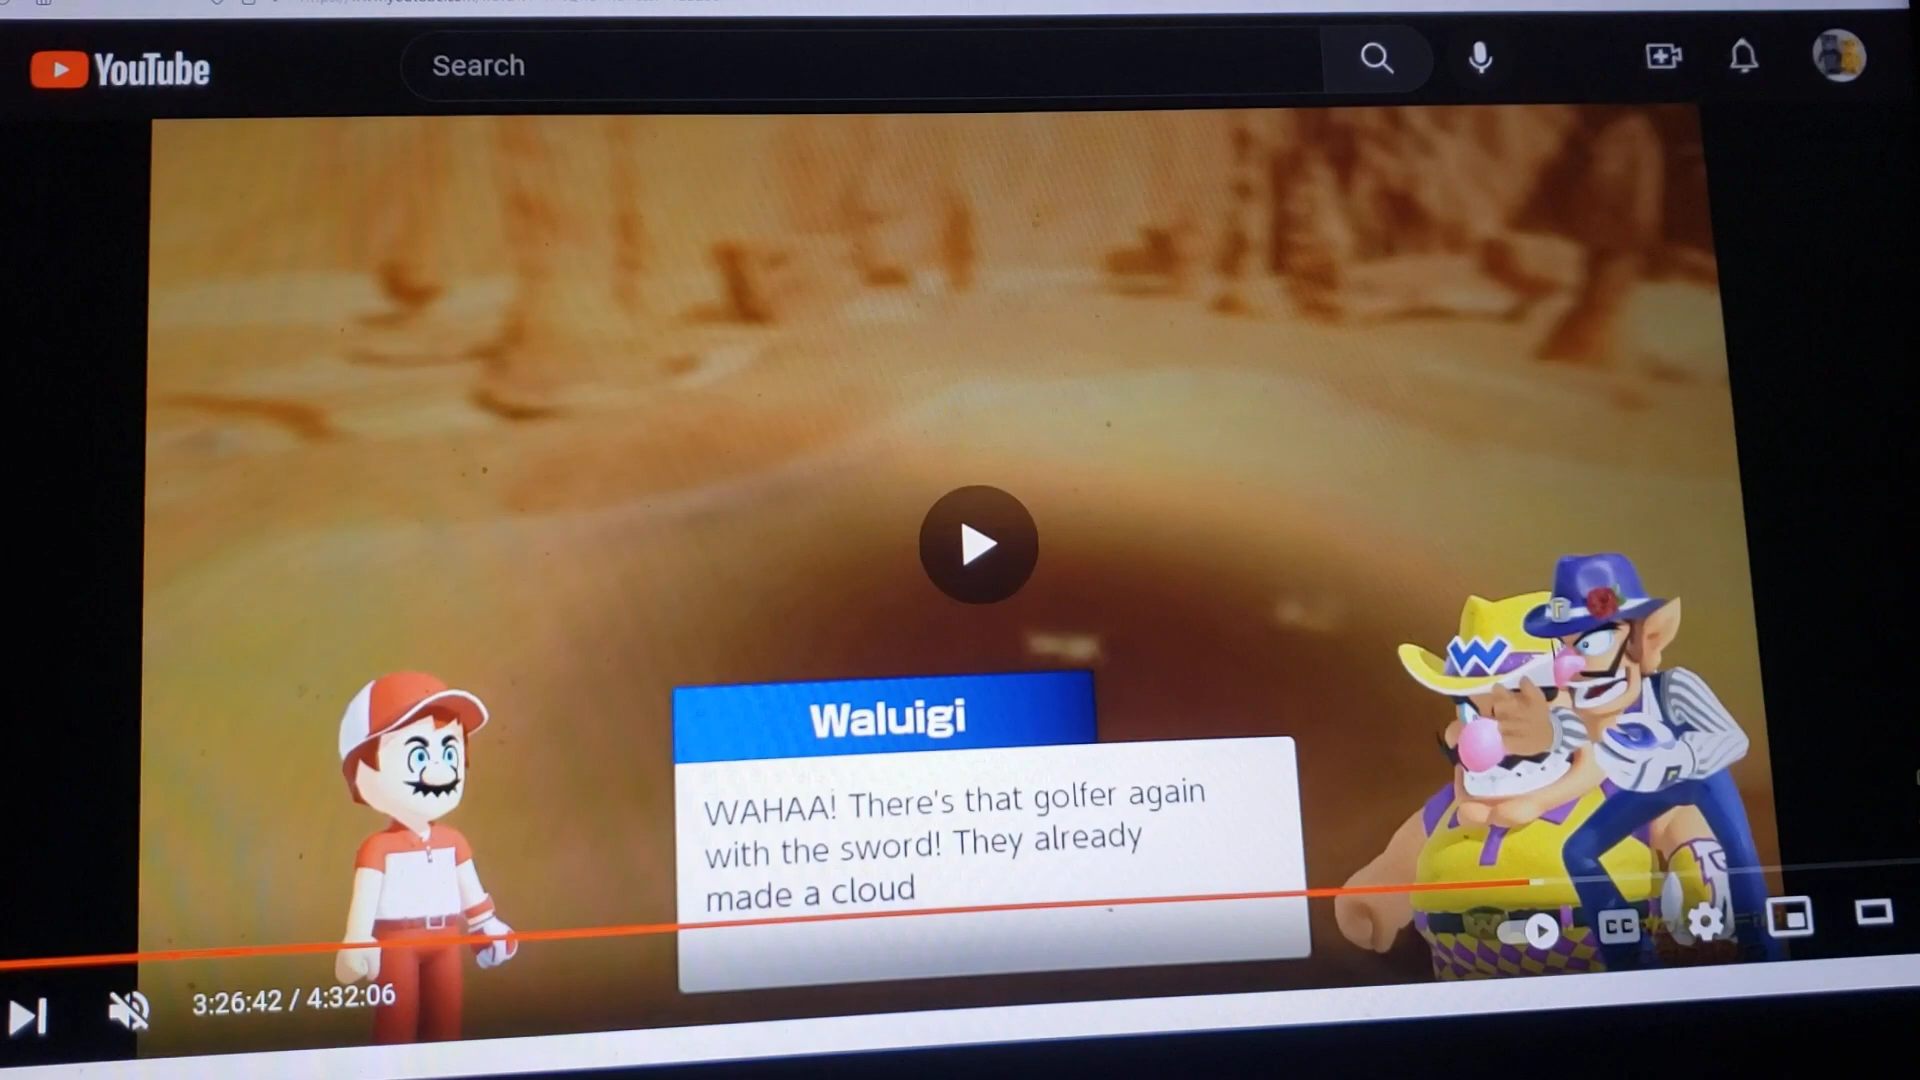 YouTube
Search
W
Waluigi
WAHAA! There's that golfer again
with the sword! They already
made a cloud
CC
3:26:42 / 4:32:06